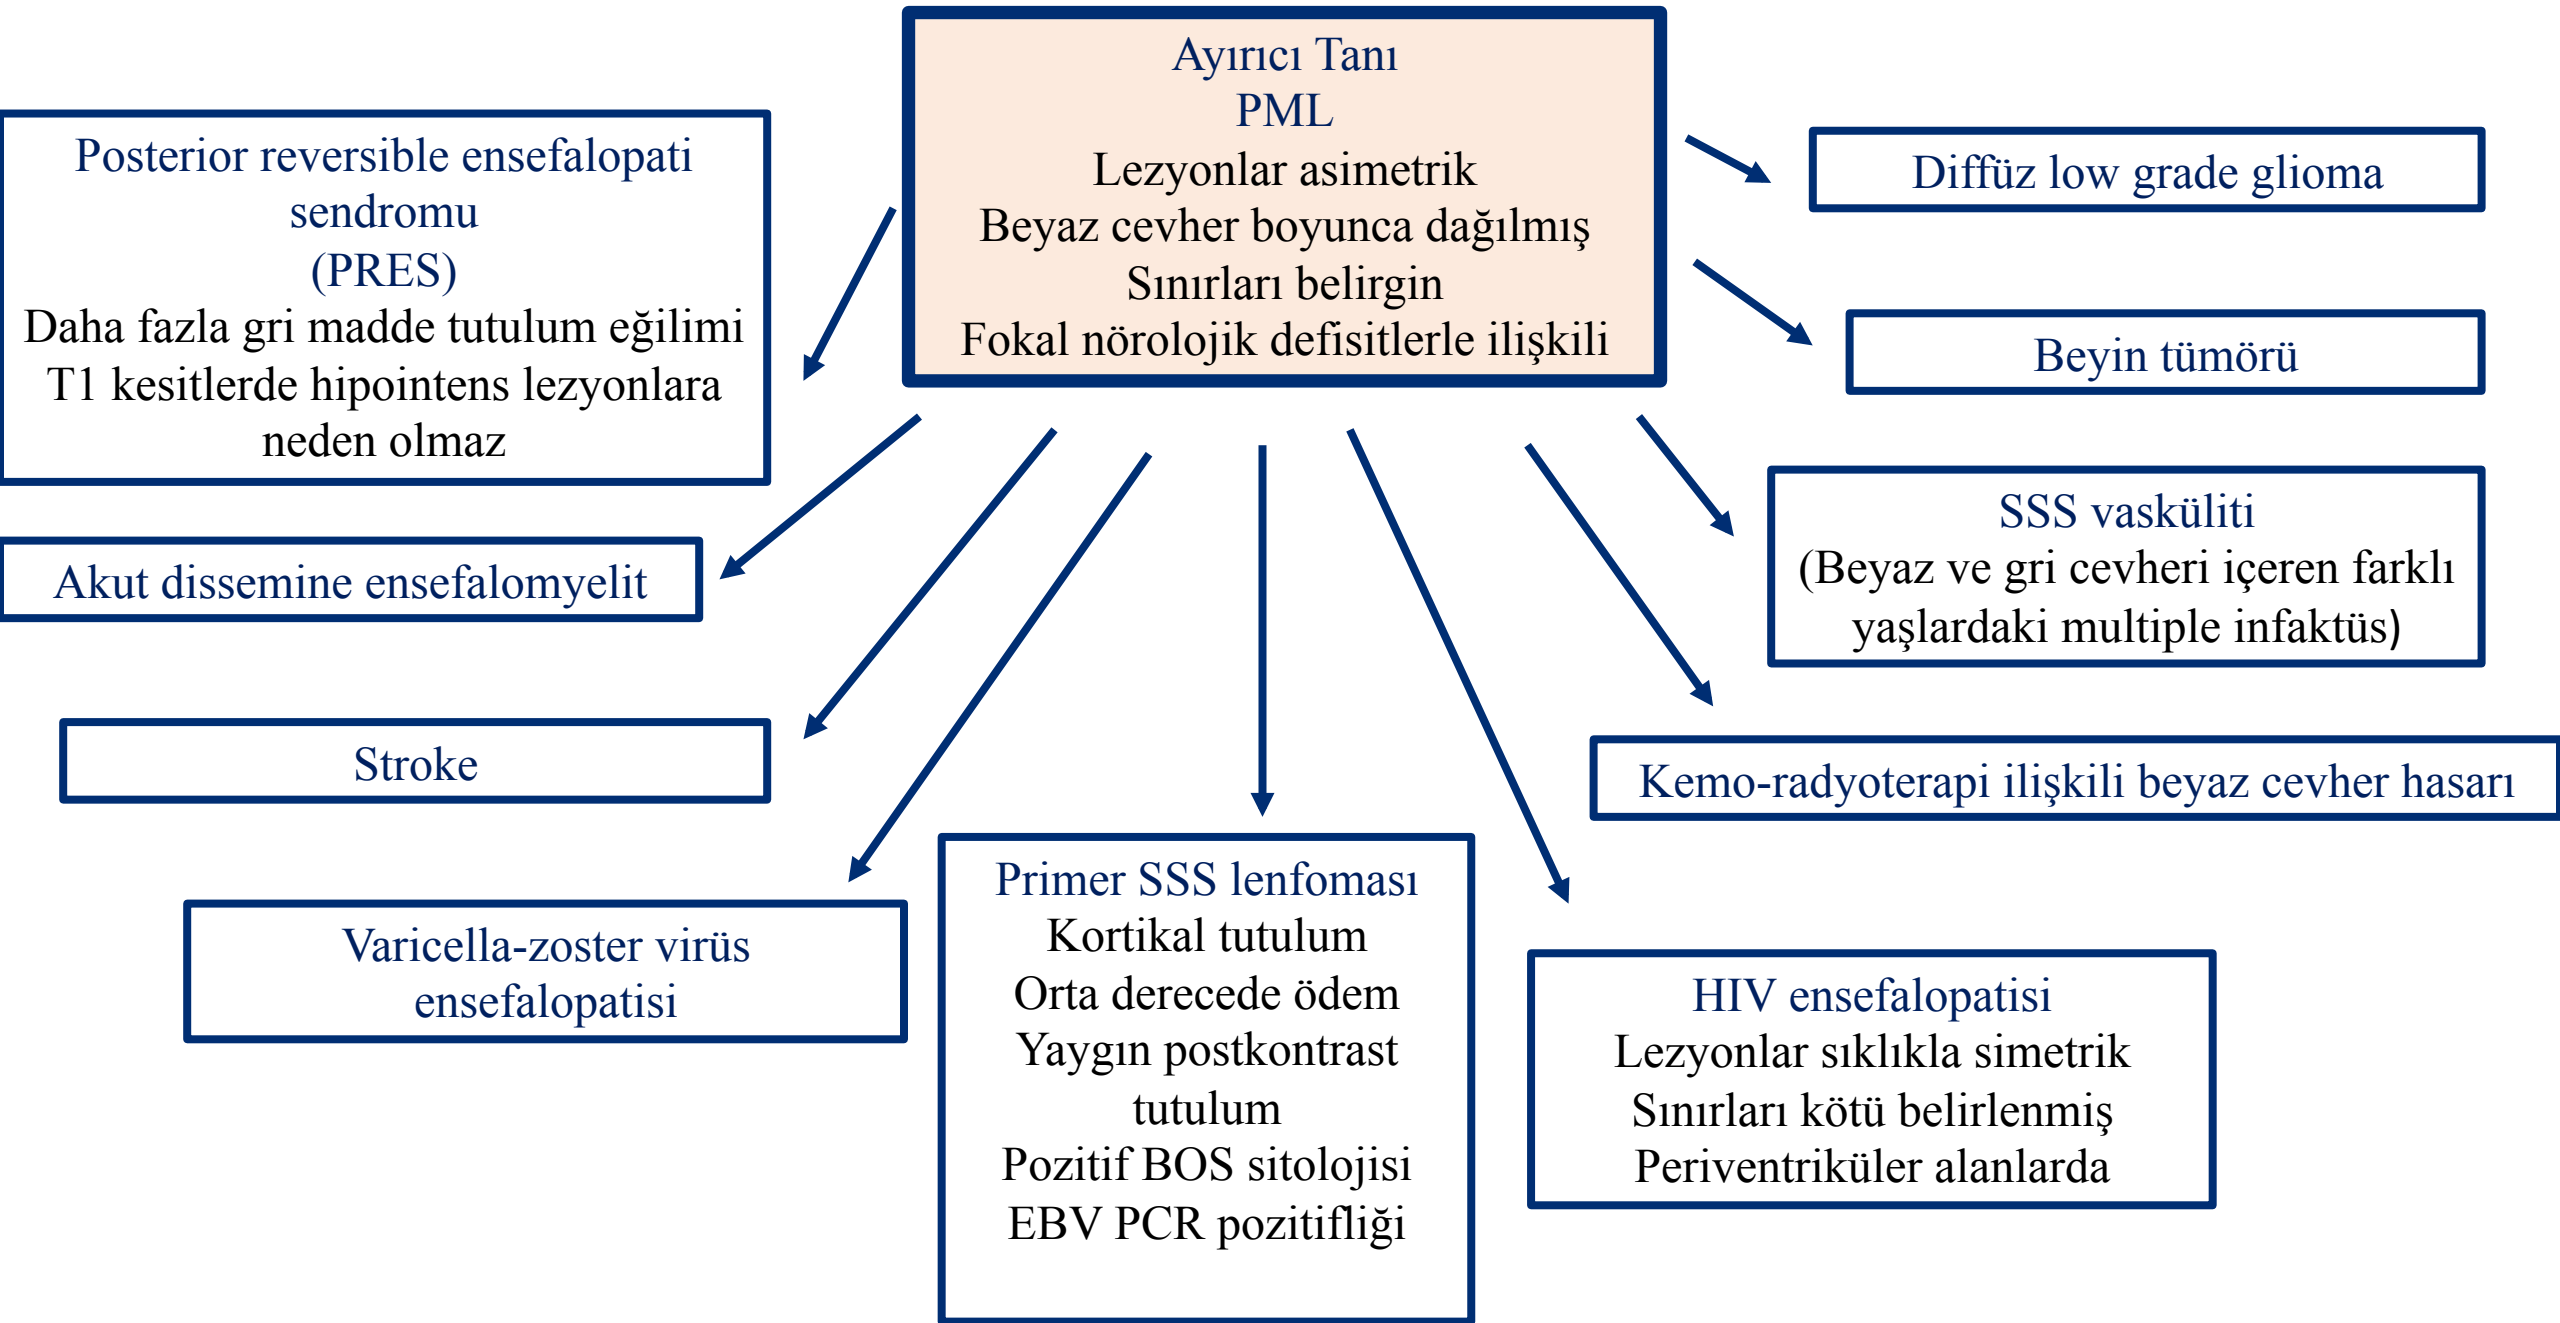 Ayırıcı Tanı
PML
Lezyonlar asimetrik
Beyaz cevher boyunca dağılmış
Sınırları belirgin
Fokal nörolojik defisitlerle ilişkili
Posterior reversible ensefalopati
sendromu
(PRES)
Daha fazla gri madde tutulum eğilimi
T1 kesitlerde hipointens lezyonlara
neden olmaz
Akut dissemine ensefalomyelit
Stroke
Varicella-zoster virüs
ensefalopatisi
Primer SSS lenfoması
Kortikal tutulum
Orta derecede ödem
Yaygın postkontrast
tutulum
Pozitif BOS sitolojisi
EBV PCR pozitifliği
HIV ensefalopatisi
Lezyonlar sıklıkla simetrik
Sınırları kötü belirlenmiş
Periventriküler alanlarda
Kemo-radyoterapi ilişkili beyaz cevher hasarı
SSS vasküliti
(Beyaz ve gri cevheri içeren farklı
yaşlardaki multiple infaktüs)
Beyin tümörü
Diffüz low grade glioma